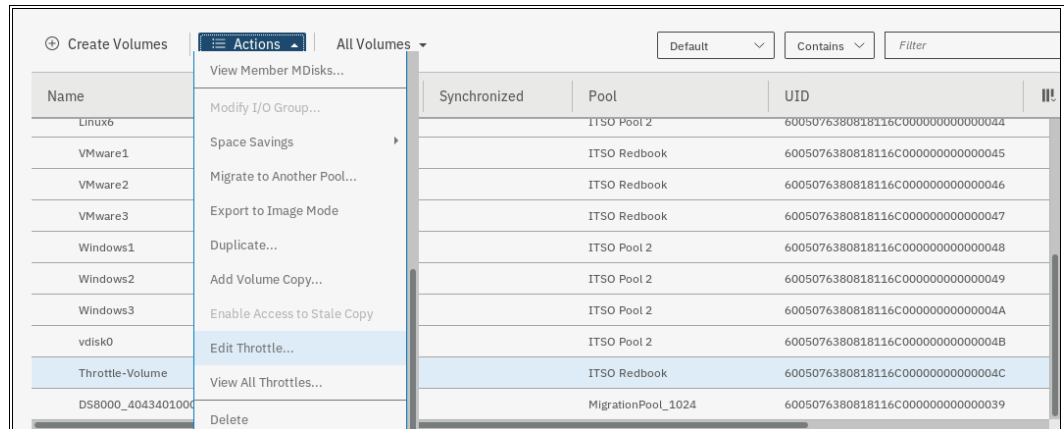 Create Volumes Actions All Volumes Default Contains Filter
View Member MDisks...
Name Synchronized Pool UID
Modify I/O Group...
Linux6 ITSO Pool 2 6005076380818116C000000000000044
Space Savings
VMware1 ITSO Redbook 6005076380818116C000000000000045
Migrate to Another Pool...
VMware2 ITSO Redbook 6005076380818116C000000000000046
Export to Image Mode
VMware3 ITSO Redbook 6005076380818116C000000000000047
Duplicate...
Windows1 ITSO Pool 2 6005076380818116C000000000000048
Add Volume Copy...
Windows2 ITSO Pool 2 6005076380818116C000000000000049
Enable Access to Stale Copy
Windows3 ITSO Pool 2 6005076380818116C00000000000004A
Edit Throttle...
vdisk0 ITSO Pool 2 6005076380818116C00000000000004B
Throttle-Volume ITSO Redbook 6005076380818116C00000000000004C
View All Throttles...
DS8000_404340100 MigrationPool_1024 6005076380818116C000000000000039
Delete